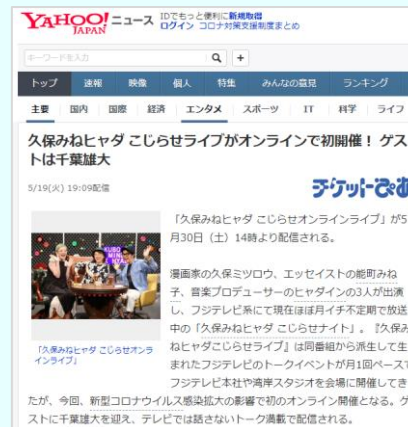 YAHOO! JAPAN ニュース
IDでもっと便利に新規取得
ログイン コロナ対策支援制度まとめ
キーワードを入力
トップ 速報 映像 個人 特集 みんなの意見 ランキング
主要 国内 国際 経済 エンタメ スポーツ IT 科学 ライフ
久保みねヒャダ こじらせライブがオンラインで初開催！ ゲス
トは千葉雄大
5/19(火) 19:09配信
チケットぴあ
「久保みねヒャダ こじらせオンラインライブ」が5
月30日（土）14時より配信される。
漫画家の久保ミツロウ、エッセイストの能町みね
子、音楽プロデューサーのヒャダインの3人が出演
し、フジテレビ系にて現在ほぼ月イチ不定期で放送
中の「久保みねヒャダ こじらせナイト」。『久保み
ねヒャダこじらせライブ』は同番組から派生して生
まれたフジテレビのトークイベントが月1回ペースで
フジテレビ本社や湾岸スタジオを会場に開催してき
KUBO
MINE
「久保みねヒャダ こじらせオンラ
インライブ」
たが、今回、新型コロナウイルス感染拡大の影響で初のオンライン開催となる。ゲ
ストに千葉雄大を迎え、テレビでは話さないトーク満載で配信される。